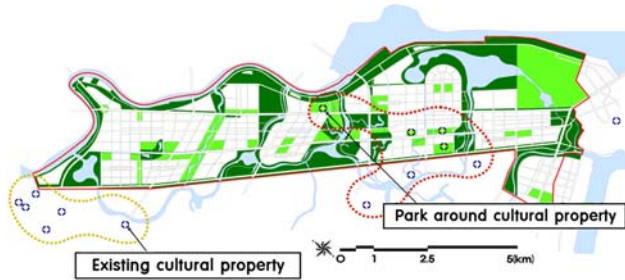 Park around cultural property
Existing cultural property
0 1 2.5 5(km)